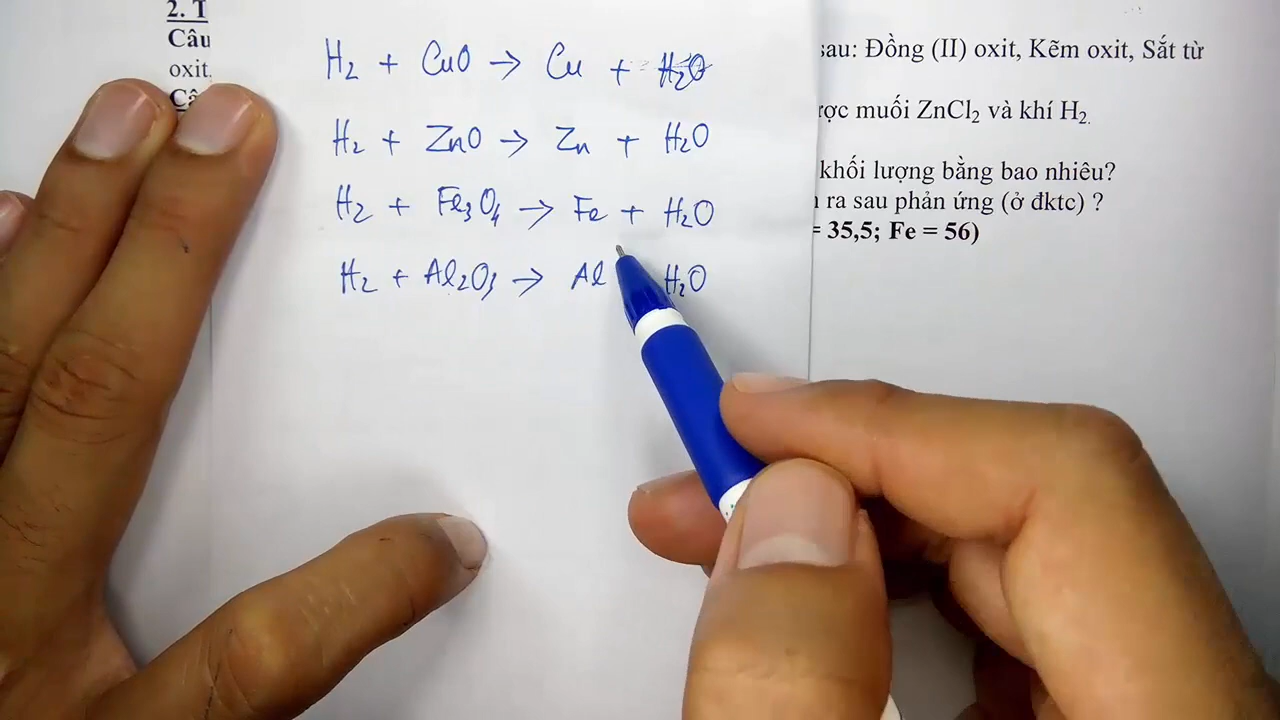 2. T
Câu
oxit.
Câ
H₂ + CuO → Cu + H₂O
H₂ + ZnO → Zn + H₂O
H₂ + Fe₃O₄ → Fe + H₂O
H₂ + Al₂O₃ → Al H₂O
sau: Đồng (II) oxit, Kẽm oxit, Sắt từ
ợc muối ZnCl₂ và khí H₂.
khối lượng bằng bao nhiêu?
ra sau phản ứng (ở đktc) ?
= 35,5; Fe = 56)